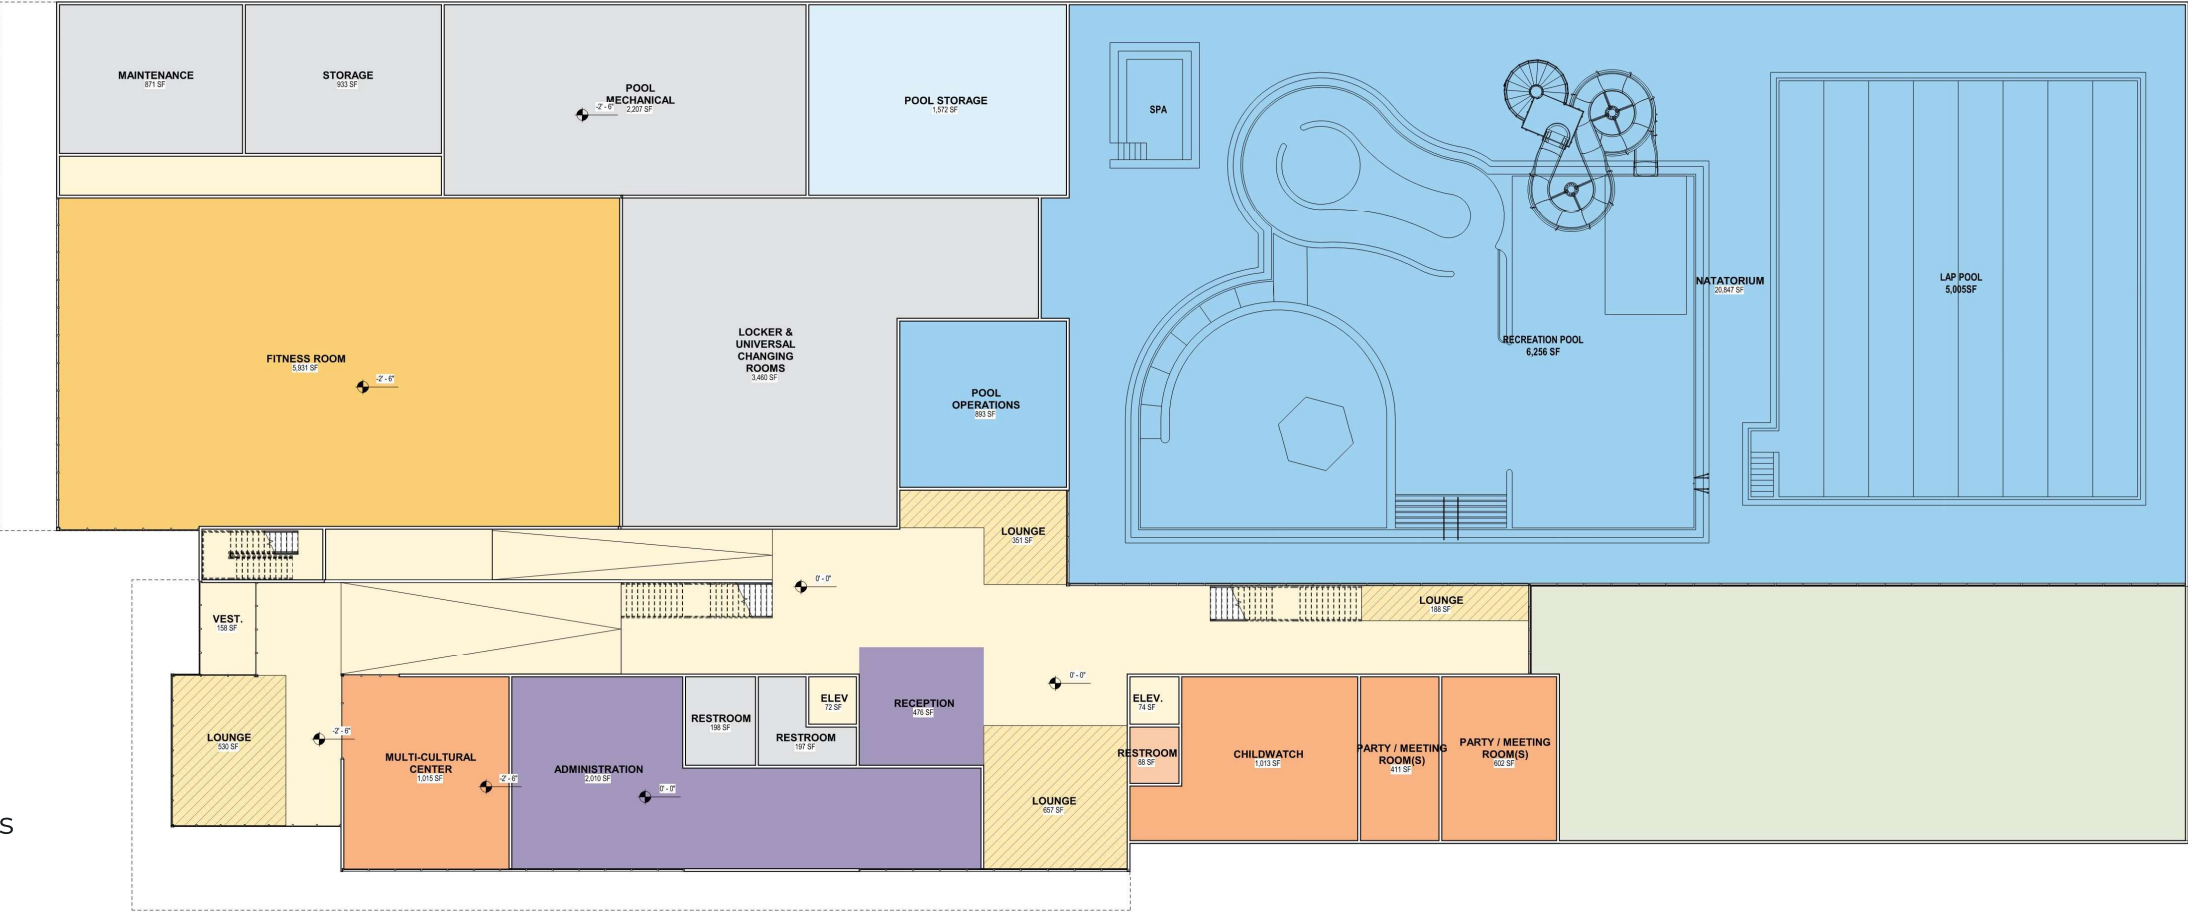 MAINTENANCE
871 SF
STORAGE
933 SF
POOL
MECHANICAL
2,207 SF
-2' - 6"
POOL STORAGE
1,572 SF
SPA
NATATORIUM
20,847 SF
LAP POOL
5,005SF
RECREATION POOL
6,256 SF
FITNESS ROOM
5,931 SF
-2' - 6"
LOCKER &
UNIVERSAL
CHANGING
ROOMS
3,460 SF
POOL
OPERATIONS
893 SF
LOUNGE
351 SF
0' - 0"
LOUNGE
188 SF
VEST.
158 SF
LOUNGE
530 SF
-2' - 6"
MULTI-CULTURAL
CENTER
1,015 SF
-2' - 6"
ADMINISTRATION
2,010 SF
0' - 0"
RESTROOM
198 SF
RESTROOM
197 SF
ELEV
72 SF
RECEPTION
476 SF
0' - 0"
LOUNGE
657 SF
ELEV.
74 SF
RESTROOM
88 SF
CHILDWATCH
1,013 SF
PARTY / MEETING
ROOM(S)
411 SF
PARTY / MEETING
ROOM(S)
602 SF
S